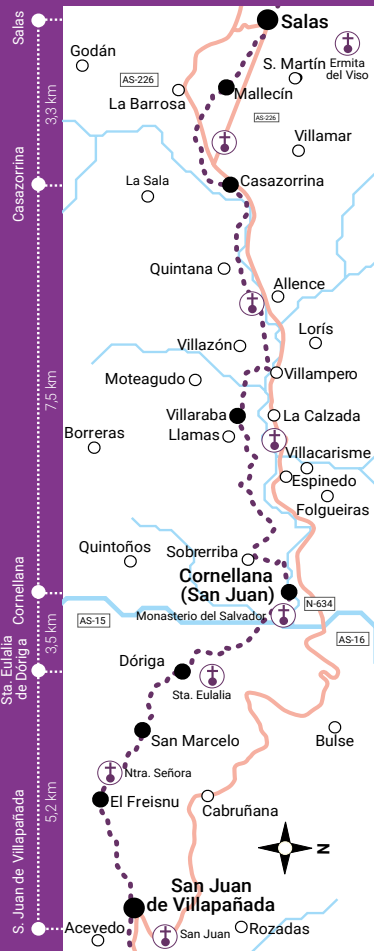 Salas
3,3 km
Casazorrina
7,5 km
Cornellana
3,5 km
Sta. Eulalia
de Dóriga
5,2 km
S. Juan de Villapañada
Salas
Godán
Ermita
del Viso
S. Martín
AS-226
La Barrosa
Mallecín
AS-226
Villamar
La Sala
Casazorrina
Quintana
Allence
Lorís
Villazón
Moteagudo
Villampero
Villaraba
La Calzada
Llamas
Borreras
Villacarisme
Espinedo
Folgueiras
Quintoños
Sobrerriba
Cornellana
(San Juan)
N-634
Monasterio del Salvador
AS-15
AS-16
Dóriga
Sta. Eulalia
San Marcelo
Bulse
Ntra. Señora
El Freisnu
Cabruñana
N
San Juan
de Villapañada
Acevedo
San Juan
Rozadas